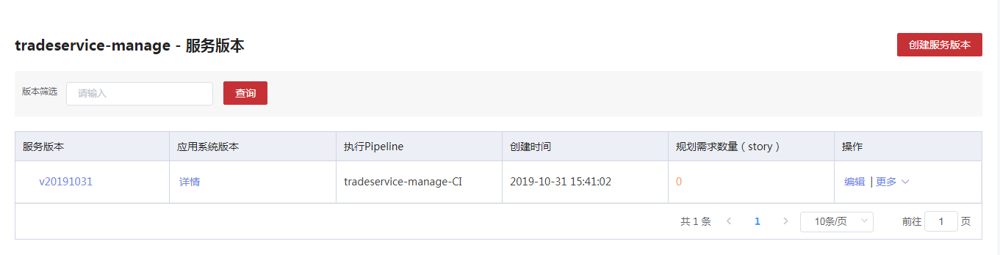 tradeservice-manage - 服务版本
创建服务版本
版本筛选 请输入 查询
服务版本 应用系统版本 执行Pipeline 创建时间 规划需求数量（story） 操作
v20191031 详情 tradeservice-manage-CI 2019-10-31 15:41:02 0 编辑 | 更多
共 1 条 1 10条/页 前往 1 页